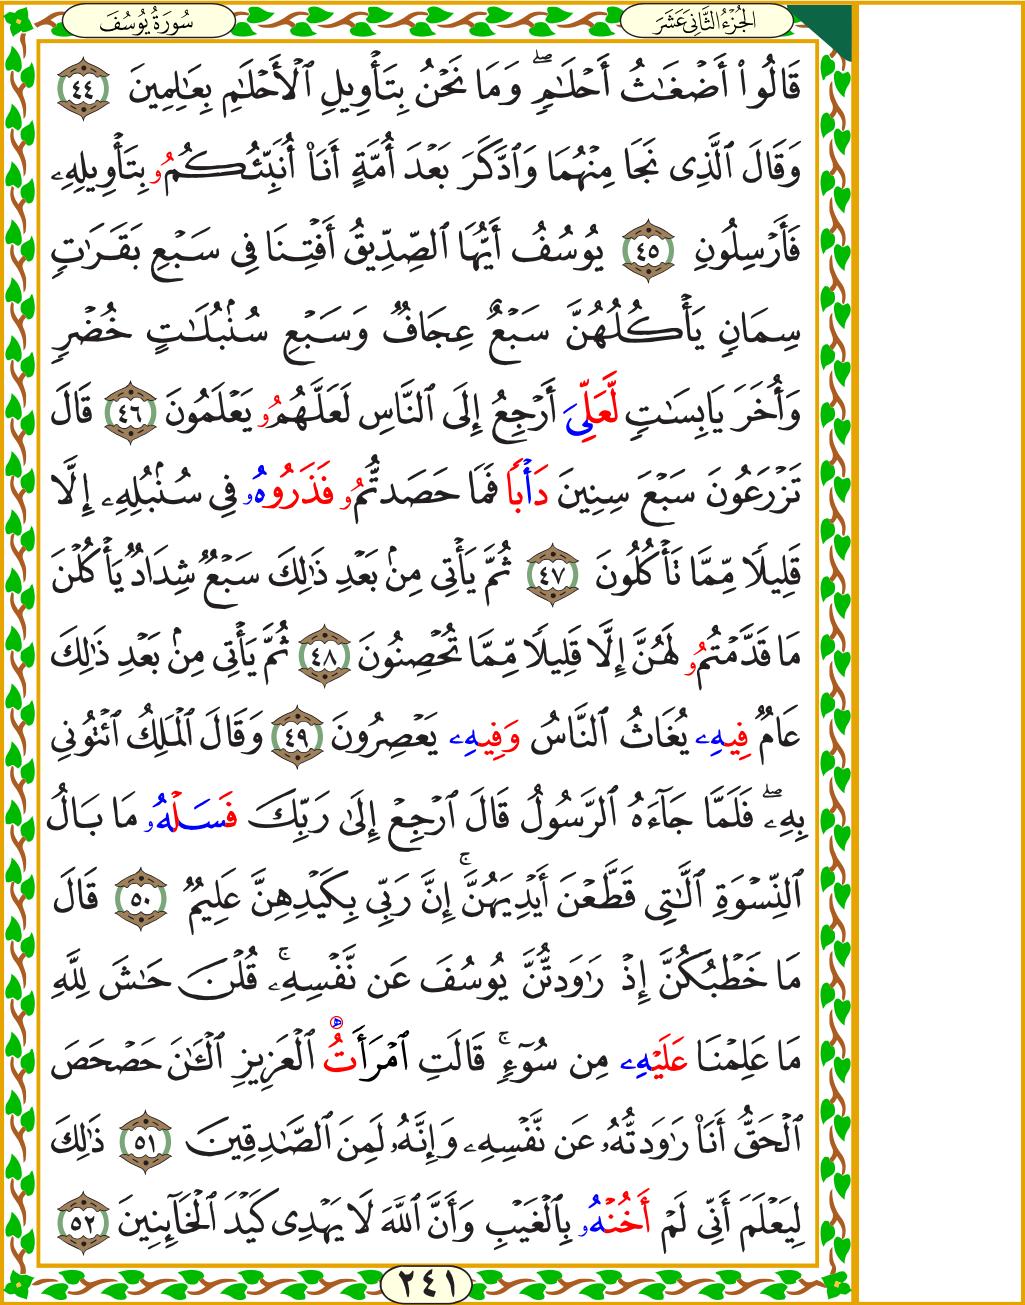 الجُزْءُ الثَّانِي عَشَرَ
سُورَةُ يُوسُفَ
قَالُوٓا۟ أَضْغَٰثُ أَحْلَٰمٍۖ وَمَا نَحْنُ بِتَأْوِيلِ ٱلْأَحْلَٰمِ بِعَٰلِمِينَ ٤٤
وَقَالَ ٱلَّذِى نَجَا مِنْهُمَا وَٱدَّكَرَ بَعْدَ أُمَّةٍ أَنَا۠ أُنَبِّئُكُمُۥ بِتَأْوِيلِهِۦ
فَأَرْسِلُونِ ٤٥ يُوسُفُ أَيُّهَا ٱلصِّدِّيقُ أَفْتِنَا فِى سَبْعِ بَقَرَٰتٍ
سِمَانٍ يَأْكُلُهُنَّ سَبْعٌ عِجَافٌ وَسَبْعِ سُنۢبُلَٰتٍ خُضْرٍ
وَأُخَرَ يَابِسَٰتٍ لَّعَلِّىَ أَرْجِعُ إِلَى ٱلنَّاسِ لَعَلَّهُمُۥ يَعْلَمُونَ ٤٦ قَالَ
تَزْرَعُونَ سَبْعَ سِنِينَ دَأْبًا فَمَا حَصَدتُّمُۥ فَذَرُوهُۥ فِى سُنۢبُلِهِۦ إِلَّا
قَلِيلًا مِّمَّا تَأْكُلُونَ ٤٧ ثُمَّ يَأْتِى مِنۢ بَعْدِ ذَٰلِكَ سَبْعٌ شِدَادٌ يَأْكُلْنَ
مَا قَدَّمْتُمُۥ لَهُنَّ إِلَّا قَلِيلًا مِّمَّا تُحْصِنُونَ ٤٨ ثُمَّ يَأْتِى مِنۢ بَعْدِ ذَٰلِكَ
عَامٌ فِيهِۦ يُغَاثُ ٱلنَّاسُ وَفِيهِۦ يَعْصِرُونَ ٤٩ وَقَالَ ٱلْمَلِكُ ٱئْتُونِى
بِهِۦۖ فَلَمَّا جَآءَهُ ٱلرَّسُولُ قَالَ ٱرْجِعْ إِلَىٰ رَبِّكَ فَسَلْهُۥ مَا بَالُ
ٱلنِّسْوَةِ ٱلَّٰتِى قَطَّعْنَ أَيْدِيَهُنَّۚ إِنَّ رَبِّى بِكَيْدِهِنَّ عَلِيمٌ ٥٠ قَالَ
مَا خَطْبُكُنَّ إِذْ رَٰوَدتُّنَّ يُوسُفَ عَن نَّفْسِهِۦۚ قُلْنَ حَٰشَ لِلَّهِ
مَا عَلِمْنَا عَلَيْهِۦ مِن سُوٓءٍۚ قَالَتِ ٱمْرَأَتُ ٱلْعَزِيزِ ٱلْـَٰٔنَ حَصْحَصَ
ٱلْحَقُّ أَنَا۠ رَٰوَدتُّهُۥ عَن نَّفْسِهِۦ وَإِنَّهُۥ لَمِنَ ٱلصَّٰدِقِينَ ٥١ ذَٰلِكَ
لِيَعْلَمَ أَنِّى لَمْ أَخُنْهُۥ بِٱلْغَيْبِ وَأَنَّ ٱللَّهَ لَا يَهْدِى كَيْدَ ٱلْخَآئِنِينَ ٥٢
٢٤١